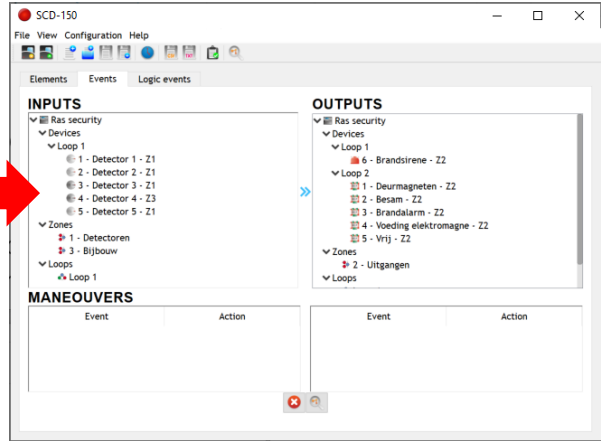 SCD-150
File View Configuration Help
Elements Events Logic events
INPUTS
Ras security
Devices
Loop 1
1 - Detector 1 - Z1
2 - Detector 2 - Z1
3 - Detector 3 - Z1
4 - Detector 4 - Z3
5 - Detector 5 - Z1
Zones
1 - Detectoren
3 - Bijbouw
Loops
Loop 1
OUTPUTS
Ras security
Devices
Loop 1
6 - Brandsirene - Z2
Loop 2
1 - Deurmagneten - Z2
2 - Besam - Z2
3 - Brandalarm - Z2
4 - Voeding elektromagne - Z2
5 - Vrij - Z2
Zones
2 - Uitgangen
Loops
MANEOUVERS
Event Action Event Action